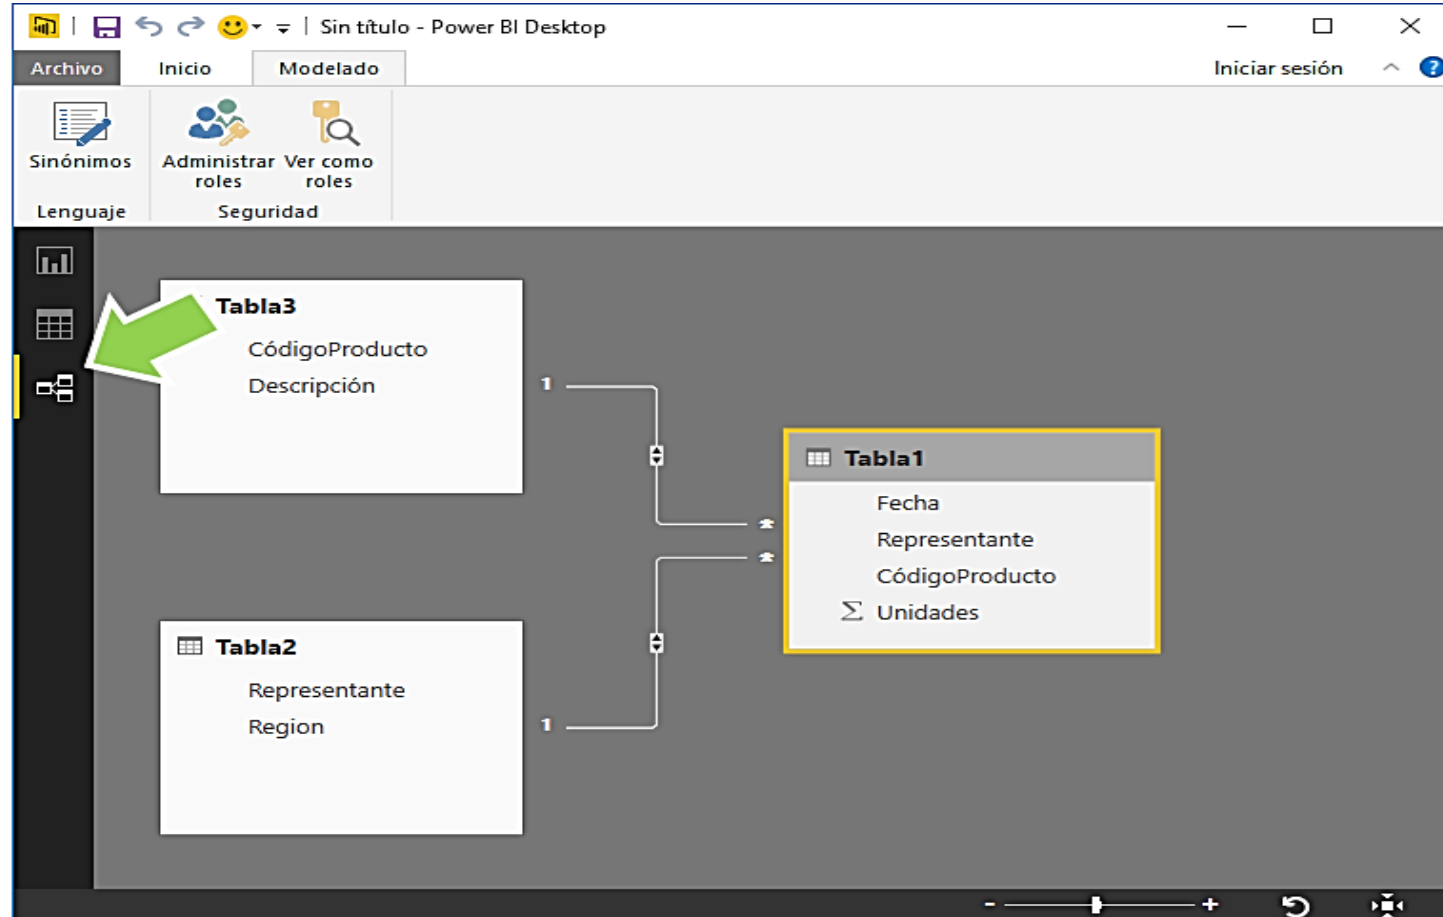 Sin título - Power BI Desktop
Archivo Inicio Modelado Iniciar sesión ?
Sinónimos Administrar roles Ver como roles
Lenguaje Seguridad
Tabla3
CódigoProducto
Descripción
1
*
*
Tabla1
Fecha
Representante
CódigoProducto
Σ Unidades
Tabla2
Representante
Region
1
- +